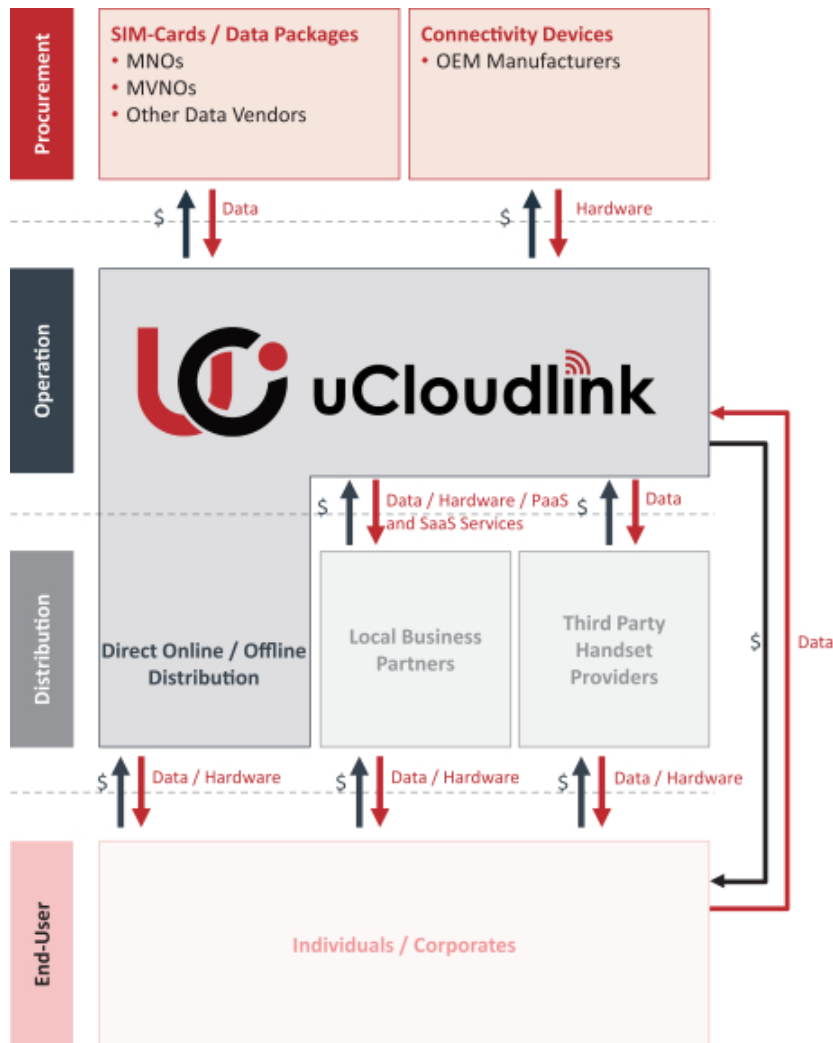 Procurement
SIM-Cards / Data Packages
• MNOs
• MVNOs
• Other Data Vendors
Connectivity Devices
• OEM Manufacturers
$
Data
$
Hardware
Operation
uCloudlink
$
Data / Hardware / PaaS
and SaaS Services
$
Data
Distribution
Direct Online / Offline
Distribution
Local Business
Partners
Third Party
Handset
Providers
$
Data
$
Data / Hardware
$
Data / Hardware
$
Data / Hardware
End-User
Individuals / Corporates